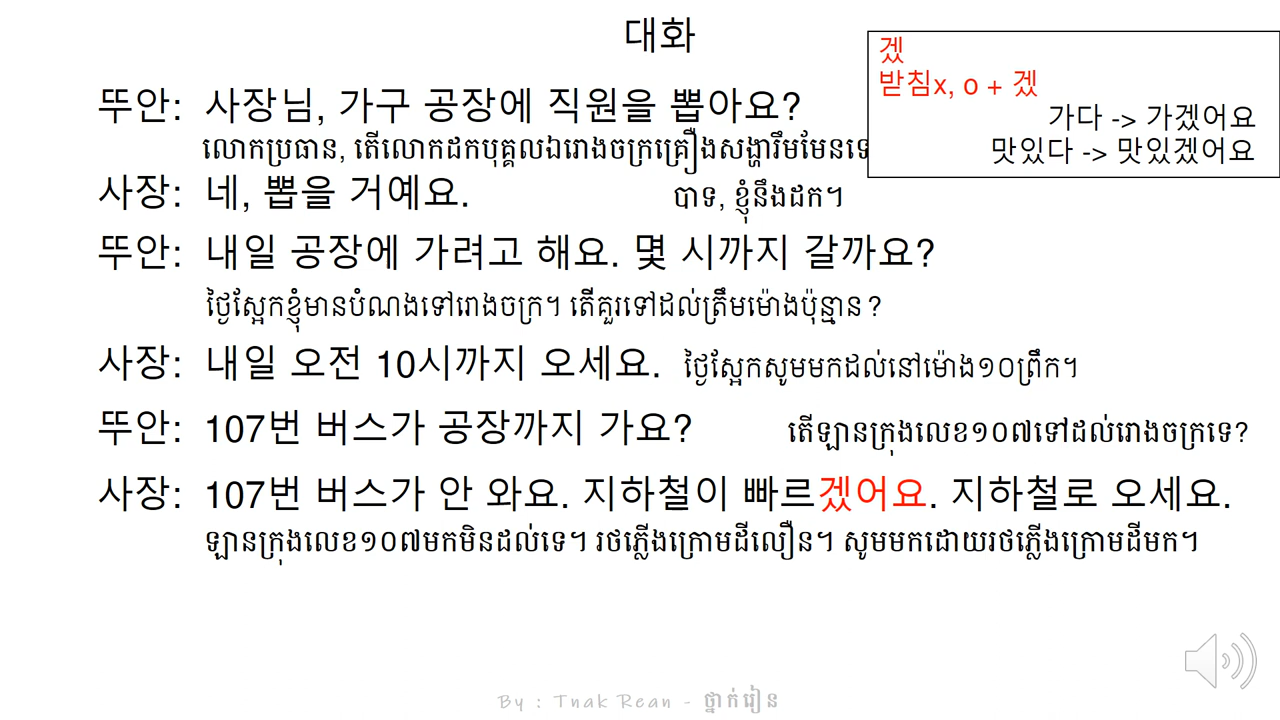 대화
겠
받침x, o + 겠
가다 -> 가겠어요
맛있다 -> 맛있겠어요
뚜안: 사장님, 가구 공장에 직원을 뽑아요?
លោកប្រធាន, តើលោកដកបុគ្គលឯរោងចក្រគ្រឿងសង្ហារឹមមែនទេ
사장: 네, 뽑을 거예요. បាទ, ខ្ញុំនឹងដក។
뚜안: 내일 공장에 가려고 해요. 몇 시까지 갈까요?
ថ្ងៃស្អែកខ្ញុំមានបំណងទៅរោងចក្រ។ តើគួរទៅដល់ត្រឹមម៉ោងប៉ុន្មាន?
사장: 내일 오전 10시까지 오세요. ថ្ងៃស្អែកសូមមកដល់នៅម៉ោង១០ព្រឹក។
뚜안: 107번 버스가 공장까지 가요? តើឡានក្រុងលេខ១០៧ទៅដល់រោងចក្រទេ?
사장: 107번 버스가 안 와요. 지하철이 빠르겠어요. 지하철로 오세요.
ឡានក្រុងលេខ១០៧មកមិនដល់ទេ។ រថភ្លើងក្រោមដីលឿន។ សូមមកដោយរថភ្លើងក្រោមដីមក។
By : Tnak Rean - ថ្នាក់រៀន